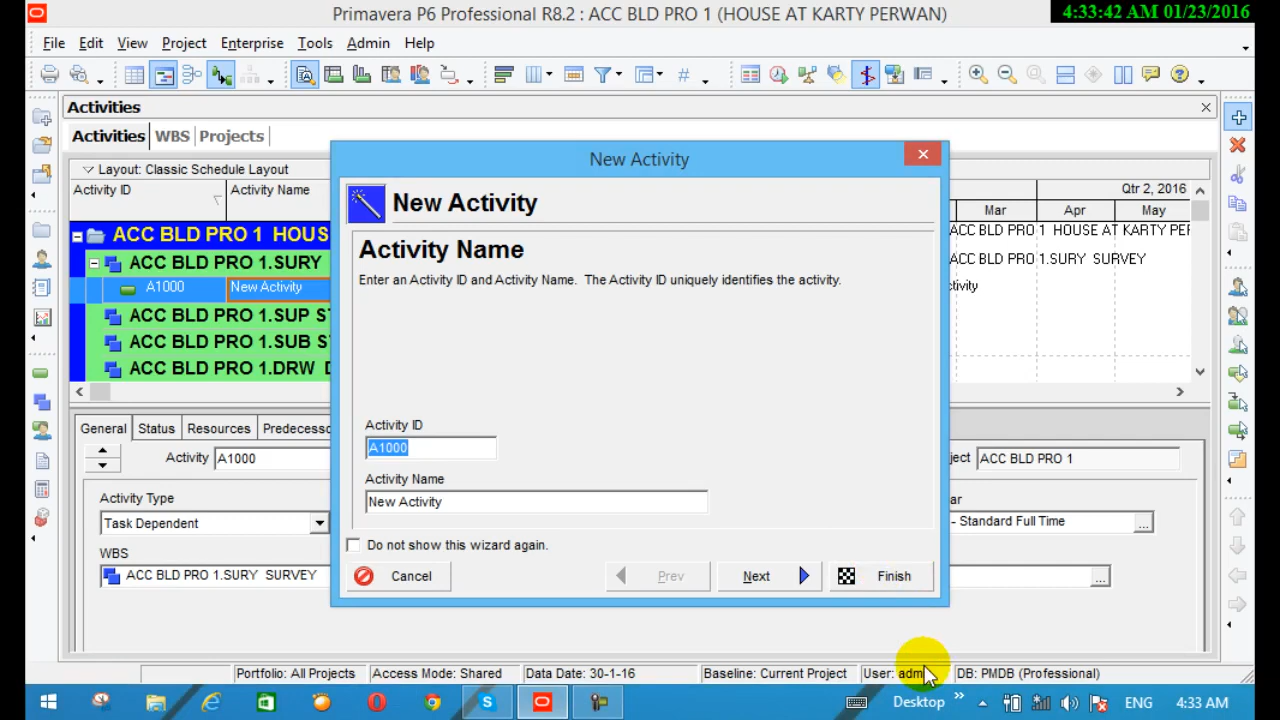 Primavera P6 Professional R8.2 : ACC BLD PRO 1 (HOUSE AT KARTY PERWAN)
4:33:42 AM 01/23/2016
File Edit View Project Enterprise Tools Admin Help
Activities
Activities WBS Projects
Layout: Classic Schedule Layout
Activity ID
Activity Name
Qtr 2, 2016
Mar Apr May
ACC BLD PRO 1 HOUS
ACC BLD PRO 1 HOUSE AT KARTY PER
ACC BLD PRO 1.SURY
ACC BLD PRO 1.SURY SURVEY
A1000 New Activity
tivity
ACC BLD PRO 1.SUP ST
ACC BLD PRO 1.SUB S
ACC BLD PRO 1.DRW D
New Activity
New Activity
Activity Name
Enter an Activity ID and Activity Name. The Activity ID uniquely identifies the activity.
Activity ID
A1000
Activity Name
New Activity
Do not show this wizard again.
Cancel Prev Next Finish
General Status Resources Predecesso
Activity A1000
ject ACC BLD PRO 1
Activity Type
ar
Task Dependent
- Standard Full Time
WBS
ACC BLD PRO 1.SURY SURVEY
Portfolio: All Projects Access Mode: Shared Data Date: 30-1-16 Baseline: Current Project User: adm DB: PMDB (Professional)
Desktop ENG 4:33 AM